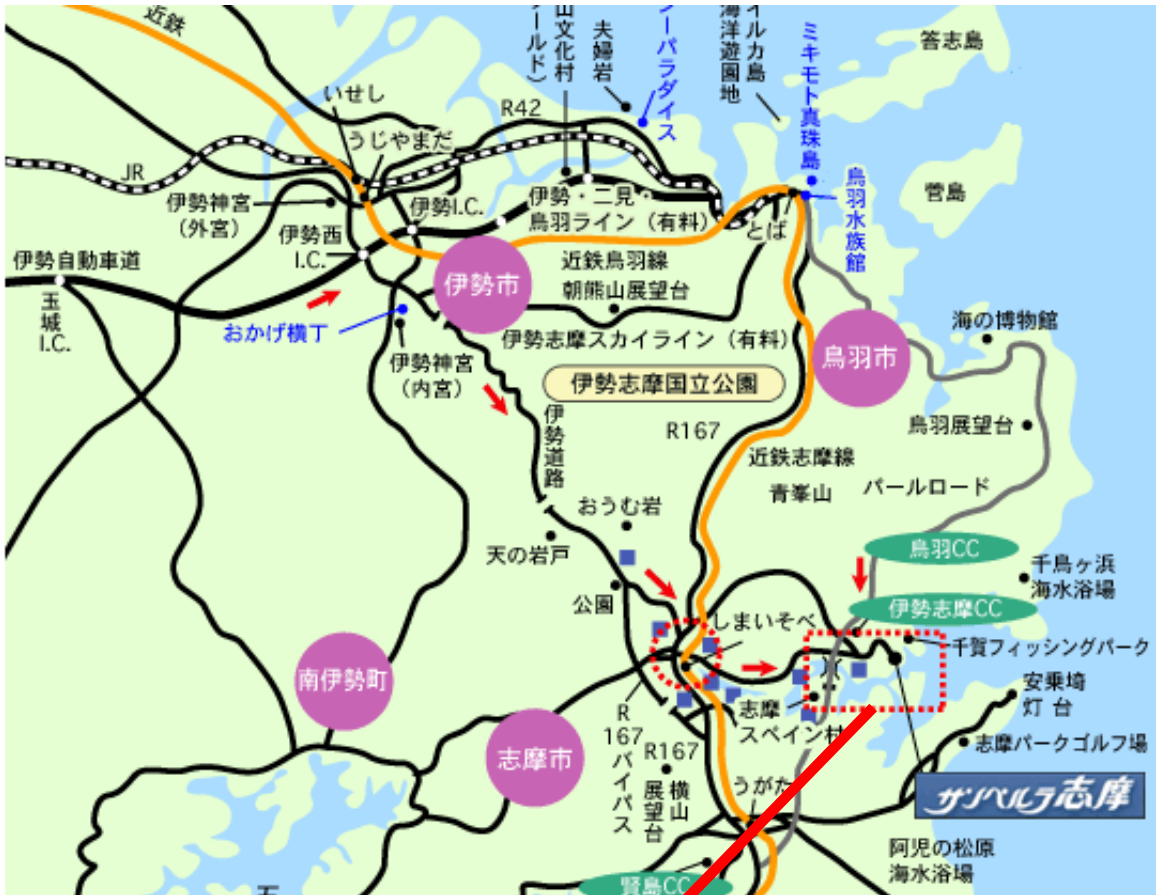 近鉄
山文化村
夫婦岩
答志島
海洋遊園地
イルカ島
ミキモト真珠島
いせし
R42
うじやまだ
JR
伊勢神宮
（外宮）
伊勢I.C.
伊勢・二見・
鳥羽ライン（有料）
とば
鳥羽水族館
菅島
伊勢西
I.C.
伊勢自動車道
玉城
I.C.
伊勢市
近鉄鳥羽線
朝熊山展望台
おかげ横丁
伊勢志摩スカイライン（有料）
鳥羽市
海の博物館
伊勢神宮
（内宮）
伊勢志摩国立公園
伊勢道路
R167
鳥羽展望台
近鉄志摩線
青峯山
パールロード
おうむ岩
天の岩戸
鳥羽CC
千鳥ヶ浜
海水浴場
公園
伊勢志摩CC
しまいそべ
千賀フィッシングパーク
南伊勢町
安乗埼
灯台
志摩
スペイン村
R
167
バイパス
志摩市
R167
横山
展望台
志摩パークゴルフ場
うがた
サンペルラ志摩
阿児の松原
海水浴場
賢島CC